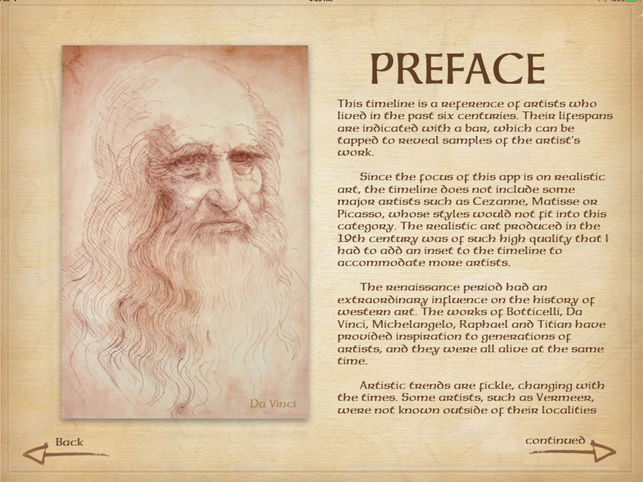 PREFACE
This timeline is a reference of artists who
lived in the past six centuries. Their lifespans
are indicated with a bar, which can be
tapped to reveal samples of the artist's
work.
Since the focus of this app is on realistic
art, the timeline does not include some
major artists such as Cezanne, Matisse or
Picasso, whose styles would not fit into this
category. The realistic art produced in the
19th century was of such high quality that I
had to add an inset to the timeline to
accommodate more artists.
The renaissance period had an
extraordinary influence on the history of
western art. The works of Botticelli, Da
Vinci, Michelangelo, Raphael and Titian have
provided inspiration to generations of
artists, and they were all alive at the same
time.
Artistic trends are fickle, changing with
the times. Some artists, such as Vermeer,
were not known outside of their localities
Da Vinci
Back
continued